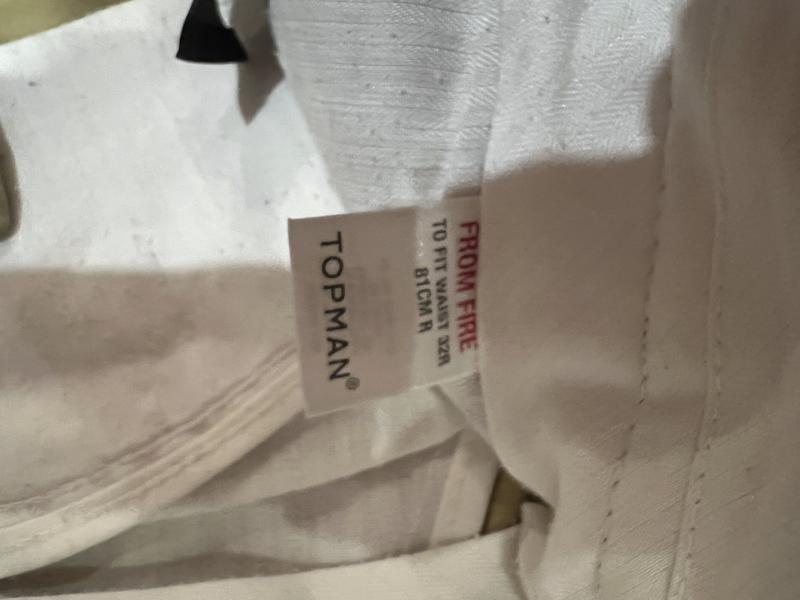 FROM FIRE
TO FIT WAIST 32R
81CM R
TOPMAN®